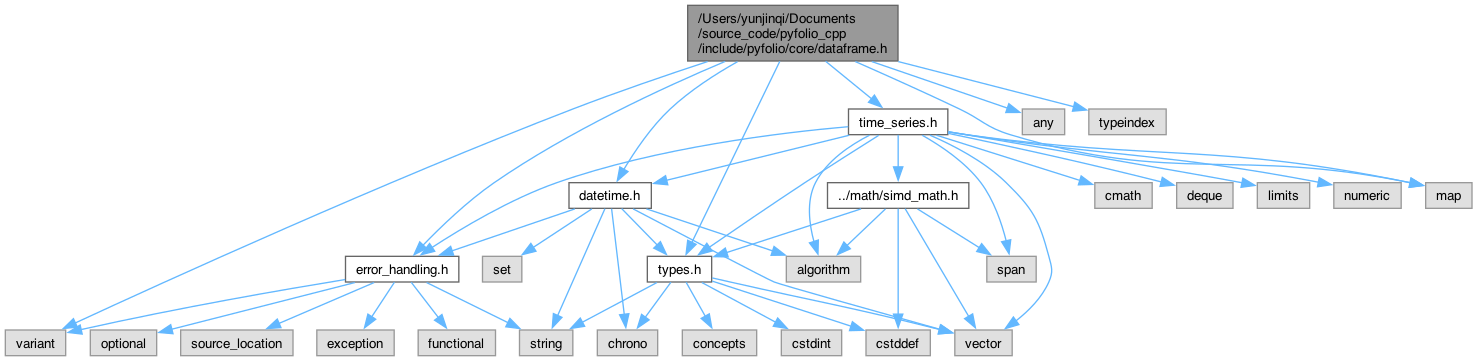 /Users/yunjinqi/Documents
/source_code/pyfolio_cpp
/include/pyfolio/core/dataframe.h
time_series.h
any
typeindex
datetime.h
../math/simd_math.h
cmath
deque
limits
numeric
map
error_handling.h
set
types.h
algorithm
span
variant
optional
source_location
exception
functional
string
chrono
concepts
cstdint
cstddef
vector